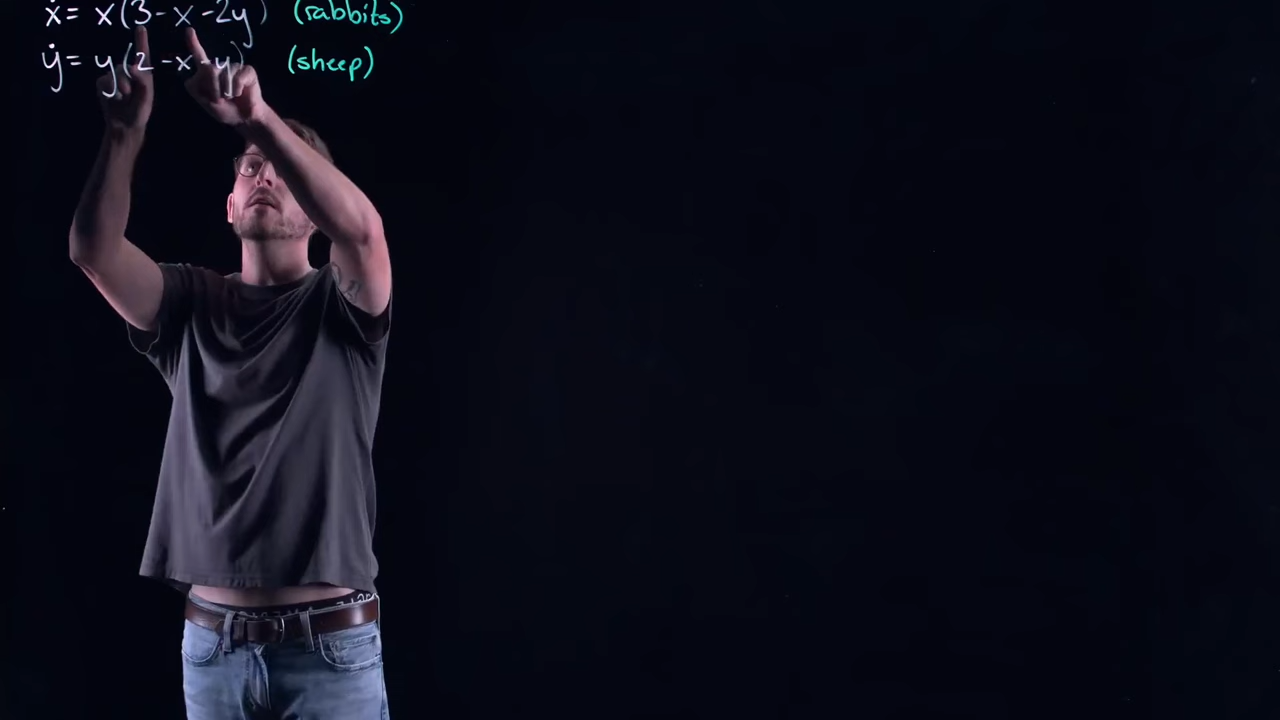 ẋ = x(3 - x - 2y) (rabbits)
ẏ = y(2 - x - y) (sheep)